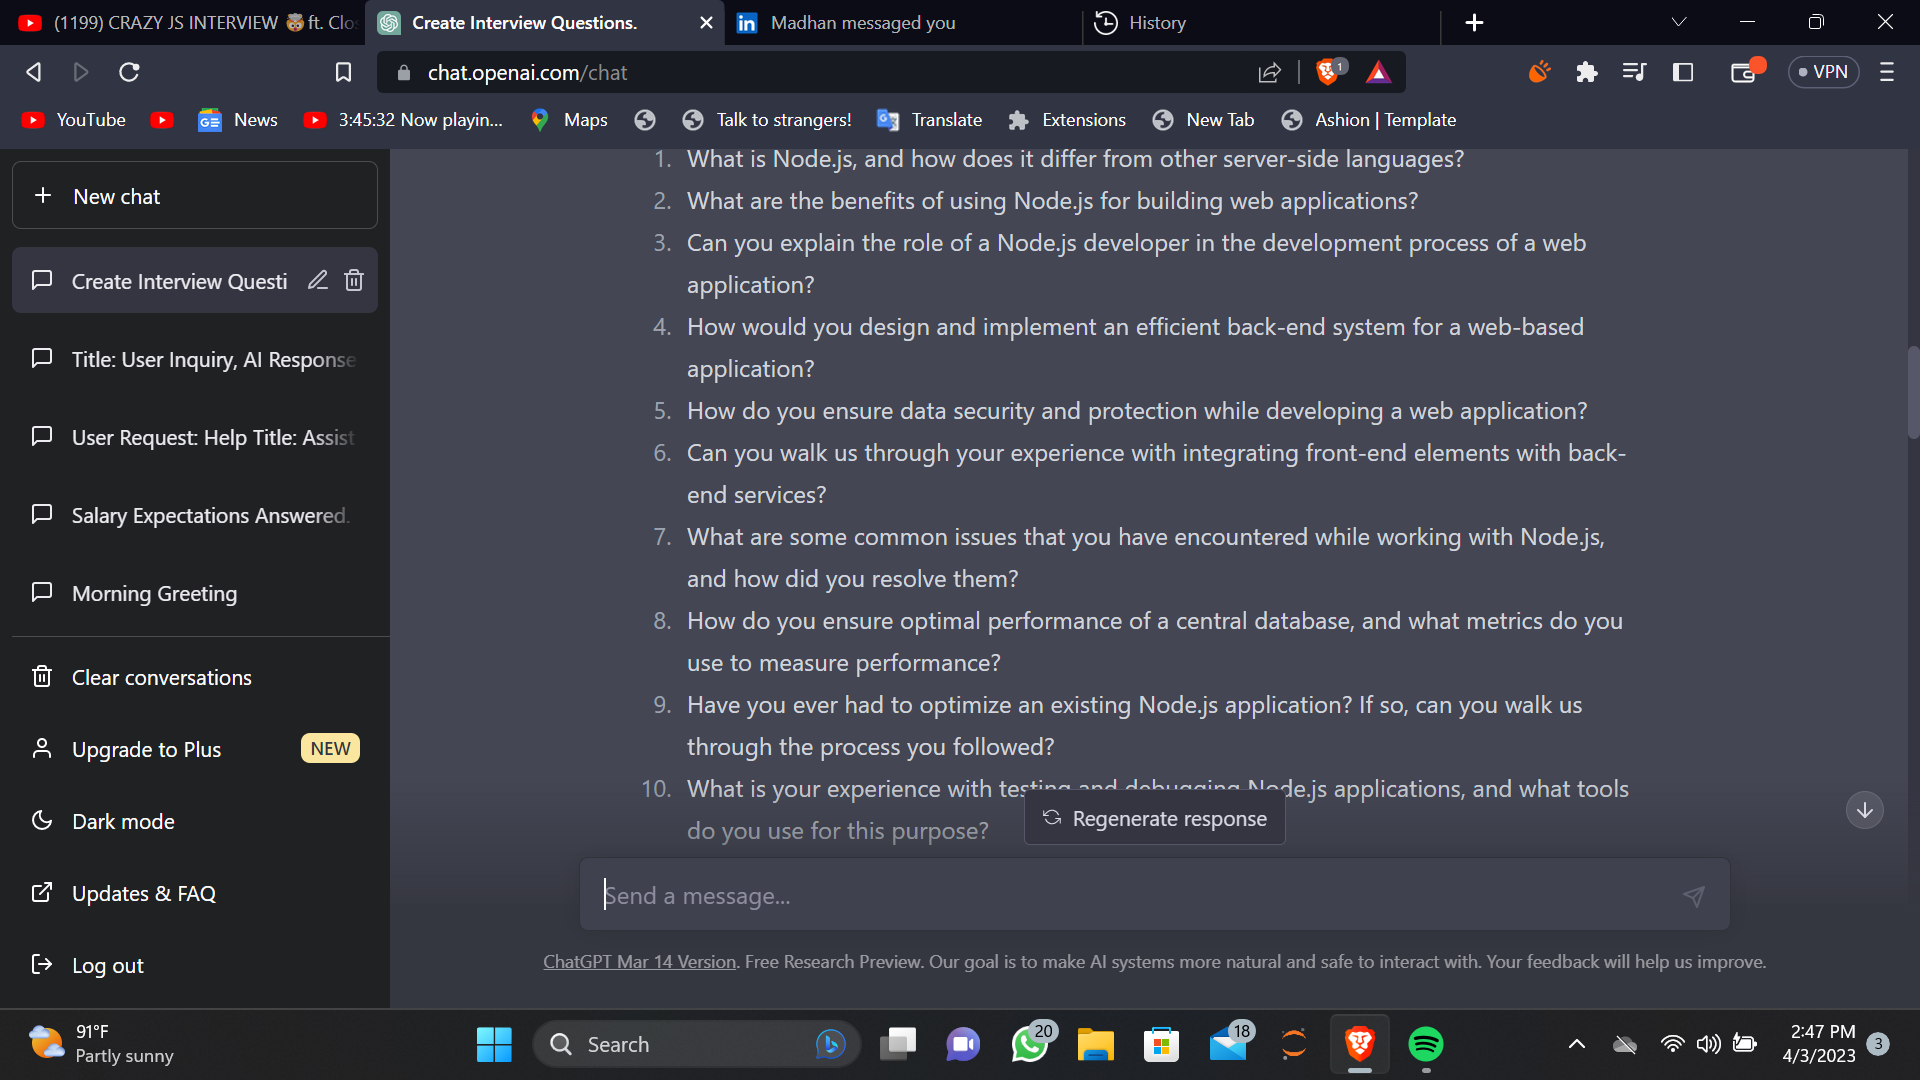 (1199) CRAZY JS INTERVIEW 🤯 ft. Clo
Create Interview Questions.
Madhan messaged you
History
chat.openai.com/chat
1
VPN
YouTube
News
3:45:32 Now playin...
Maps
Talk to strangers!
Translate
Extensions
New Tab
Ashion | Template
New chat
Create Interview Questi
Title: User Inquiry, AI Response
User Request: Help Title: Assist
Salary Expectations Answered.
Morning Greeting
Clear conversations
Upgrade to Plus
NEW
Dark mode
Updates & FAQ
Log out
1. What is Node.js, and how does it differ from other server-side languages?
2. What are the benefits of using Node.js for building web applications?
3. Can you explain the role of a Node.js developer in the development process of a web
application?
4. How would you design and implement an efficient back-end system for a web-based
application?
5. How do you ensure data security and protection while developing a web application?
6. Can you walk us through your experience with integrating front-end elements with back-
end services?
7. What are some common issues that you have encountered while working with Node.js,
and how did you resolve them?
8. How do you ensure optimal performance of a central database, and what metrics do you
use to measure performance?
9. Have you ever had to optimize an existing Node.js application? If so, can you walk us
through the process you followed?
10. What is your experience with testing and debugging Node.js applications, and what tools
do you use for this purpose?
Regenerate response
Send a message...
ChatGPT Mar 14 Version. Free Research Preview. Our goal is to make AI systems more natural and safe to interact with. Your feedback will help us improve.
91°F
Partly sunny
Search
20
18
2:47 PM
4/3/2023
3